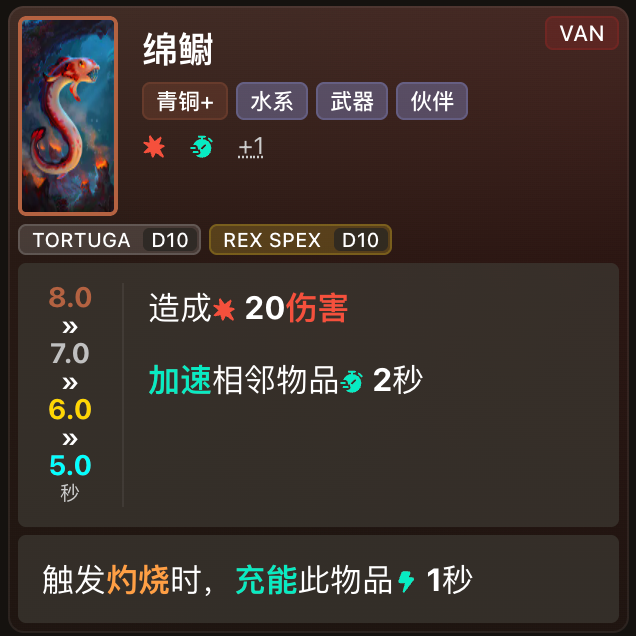 绵鳚
VAN
青铜+ 水系 武器 伙伴
+1
TORTUGA D10 REX SPEX D10
8.0
»
7.0
»
6.0
»
5.0
秒
造成 20伤害
加速相邻物品 2秒
触发灼烧时，充能此物品 1秒